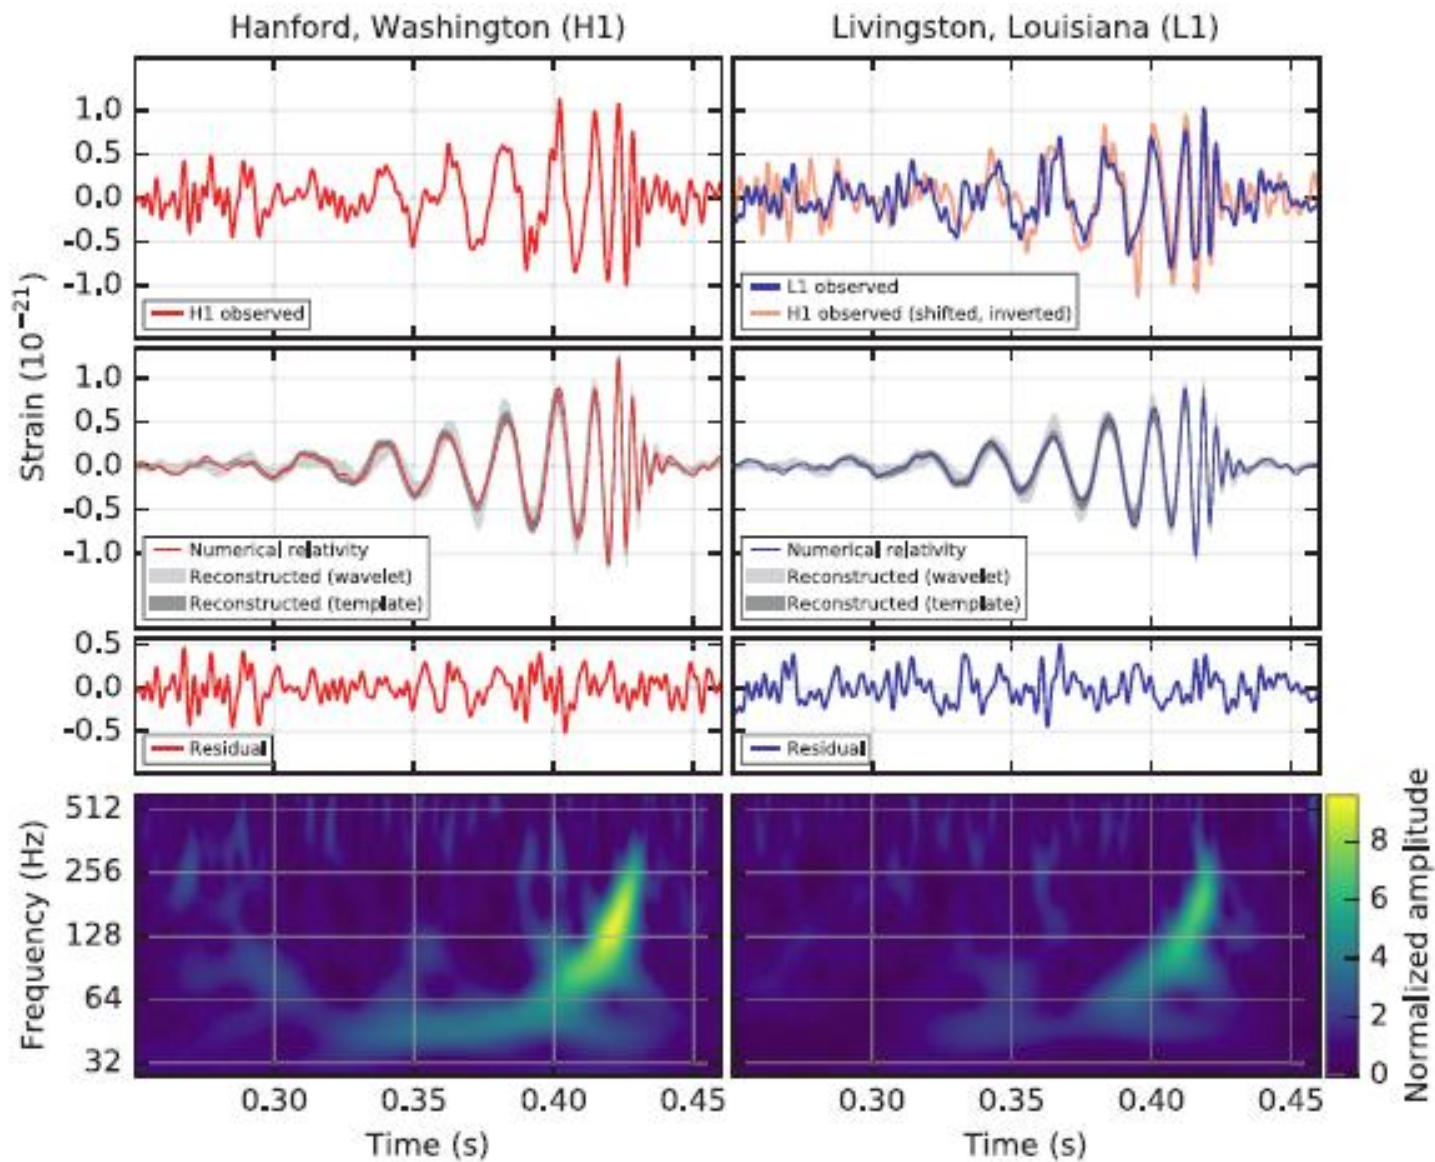 Hanford, Washington (H1)
Livingston, Louisiana (L1)
Strain (10⁻²¹)
1.0
0.5
0.0
-0.5
-1.0
H1 observed
L1 observed
H1 observed (shifted, inverted)
1.0
0.5
0.0
-0.5
-1.0
Numerical relativity
Reconstructed (wavelet)
Reconstructed (template)
Numerical relativity
Reconstructed (wavelet)
Reconstructed (template)
0.5
0.0
-0.5
Residual
Residual
Frequency (Hz)
512
256
128
64
32
0.30 0.35 0.40 0.45
Time (s)
0.30 0.35 0.40 0.45
Time (s)
8
6
4
2
0
Normalized amplitude